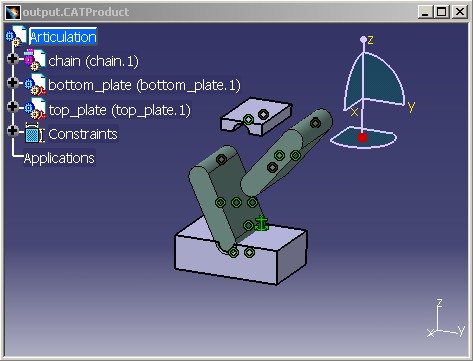 output.CATProduct
Articulation
chain (chain.1)
bottom_plate (bottom_plate.1)
top_plate (top_plate.1)
Constraints
Applications
z
x
y
z
x
y